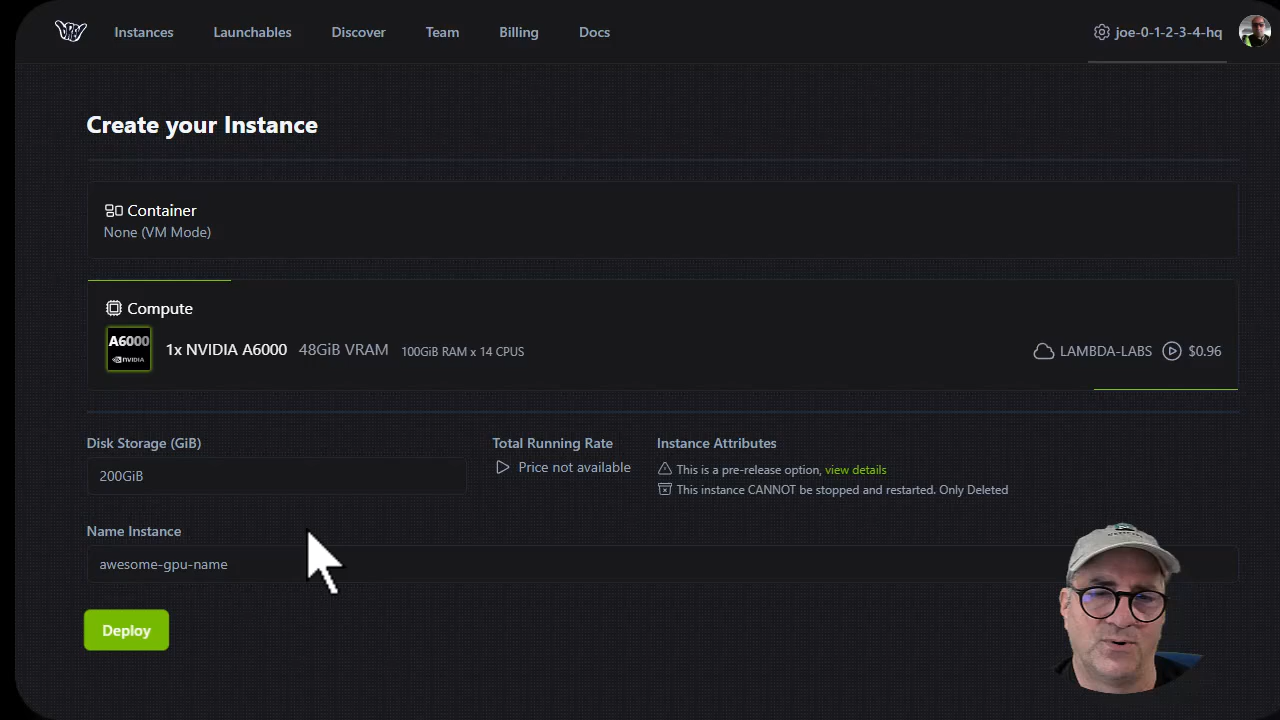 BREV
Instances Launchables Discover Team Billing Docs joe-0-1-2-3-4-hq
Create your Instance
Container
None (VM Mode)
Compute
A6000
NVIDIA
1x NVIDIA A6000 48GiB VRAM 100GiB RAM x 14 CPUS LAMBDA-LABS $0.96
Disk Storage (GiB) Total Running Rate Instance Attributes
200GiB Price not available This is a pre-release option, view details
This instance CANNOT be stopped and restarted. Only Deleted
Name Instance
awesome-gpu-name
Deploy